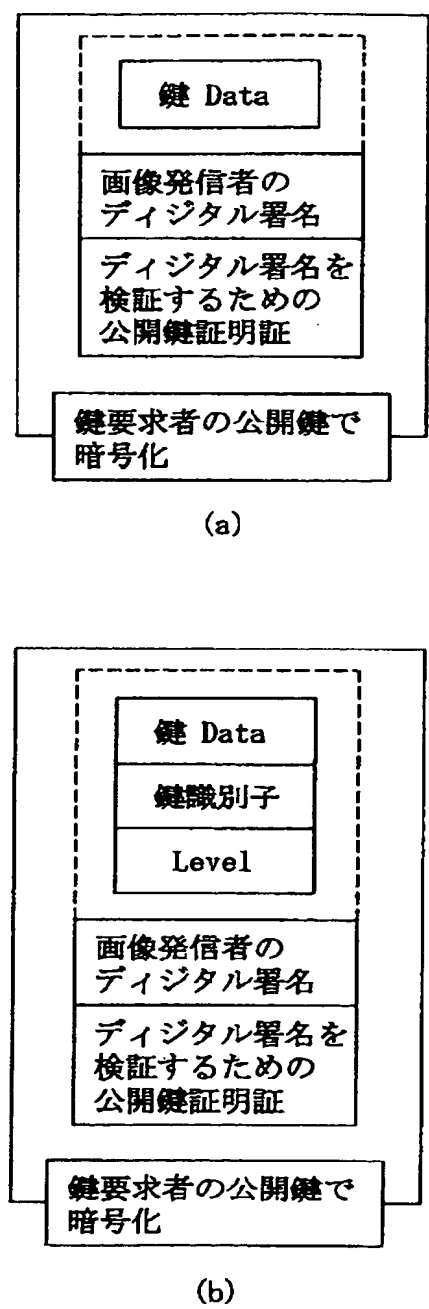 鍵 Data
画像発信者の
ディジタル署名
ディジタル署名を
検証するための
公開鍵証明証
鍵要求者の公開鍵で
暗号化
(a)
鍵 Data
鍵識別子
Level
画像発信者の
ディジタル署名
ディジタル署名を
検証するための
公開鍵証明証
鍵要求者の公開鍵で
暗号化
(b)